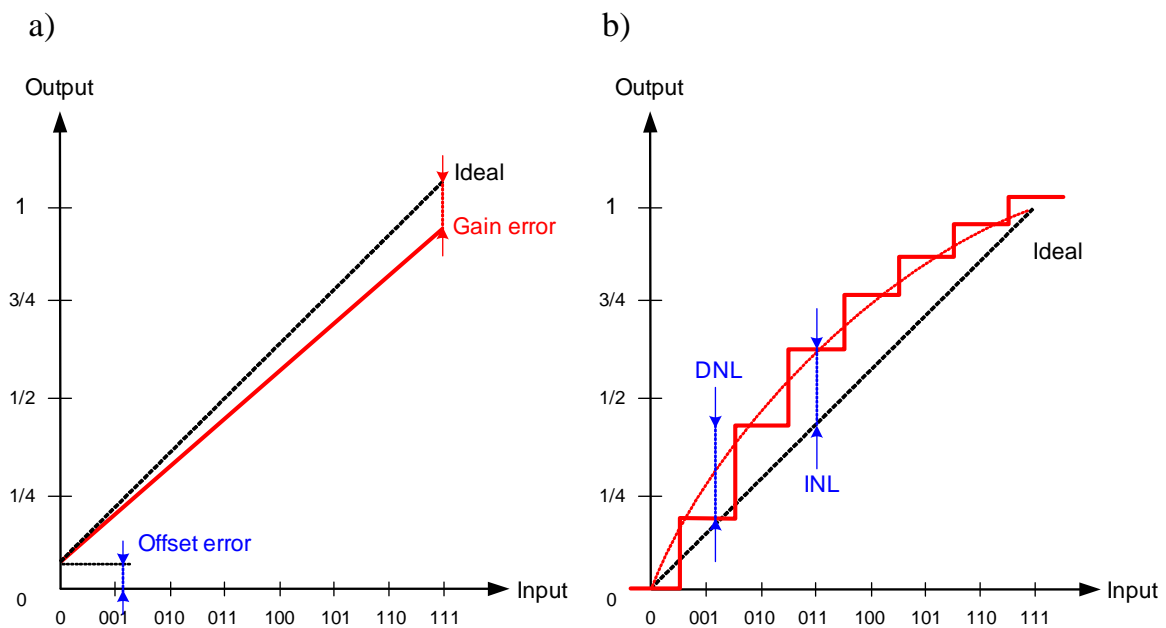 a)
Output
1
3/4
1/2
1/4
0
Ideal
Gain error
Offset error
Input
0 001 010 011 100 101 110 111
b)
Output
1
3/4
1/2
1/4
0
DNL
INL
Ideal
Input
0 001 010 011 100 101 110 111